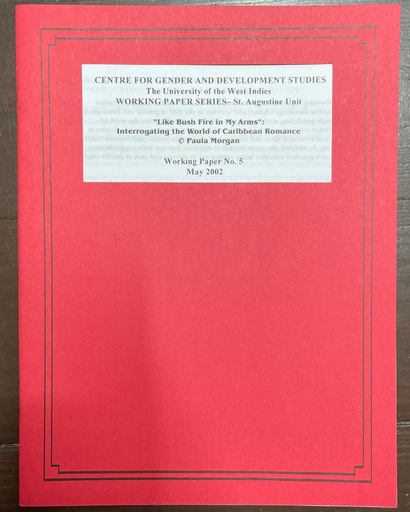 CENTRE FOR GENDER AND DEVELOPMENT STUDIES
The University of the West Indies
WORKING PAPER SERIES– St. Augustine Unit
"Like Bush Fire in My Arms":
Interrogating the World of Caribbean Romance
© Paula Morgan
Working Paper No. 5
May 2002